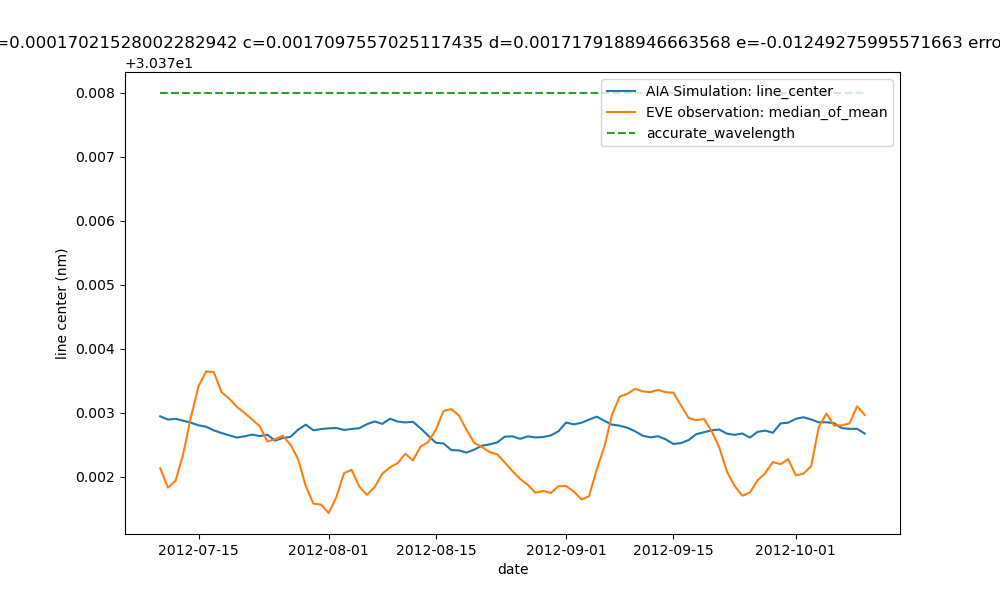 =0.00017021528002282942 c=0.0017097557025117435 d=0.0017179188946663568 e=-0.01249275995571663 erro
+3.037e1
0.008
0.007
0.006
0.005
0.004
0.003
0.002
line center (nm)
AIA Simulation: line_center
EVE observation: median_of_mean
accurate_wavelength
2012-07-15
2012-08-01
2012-08-15
2012-09-01
2012-09-15
2012-10-01
date